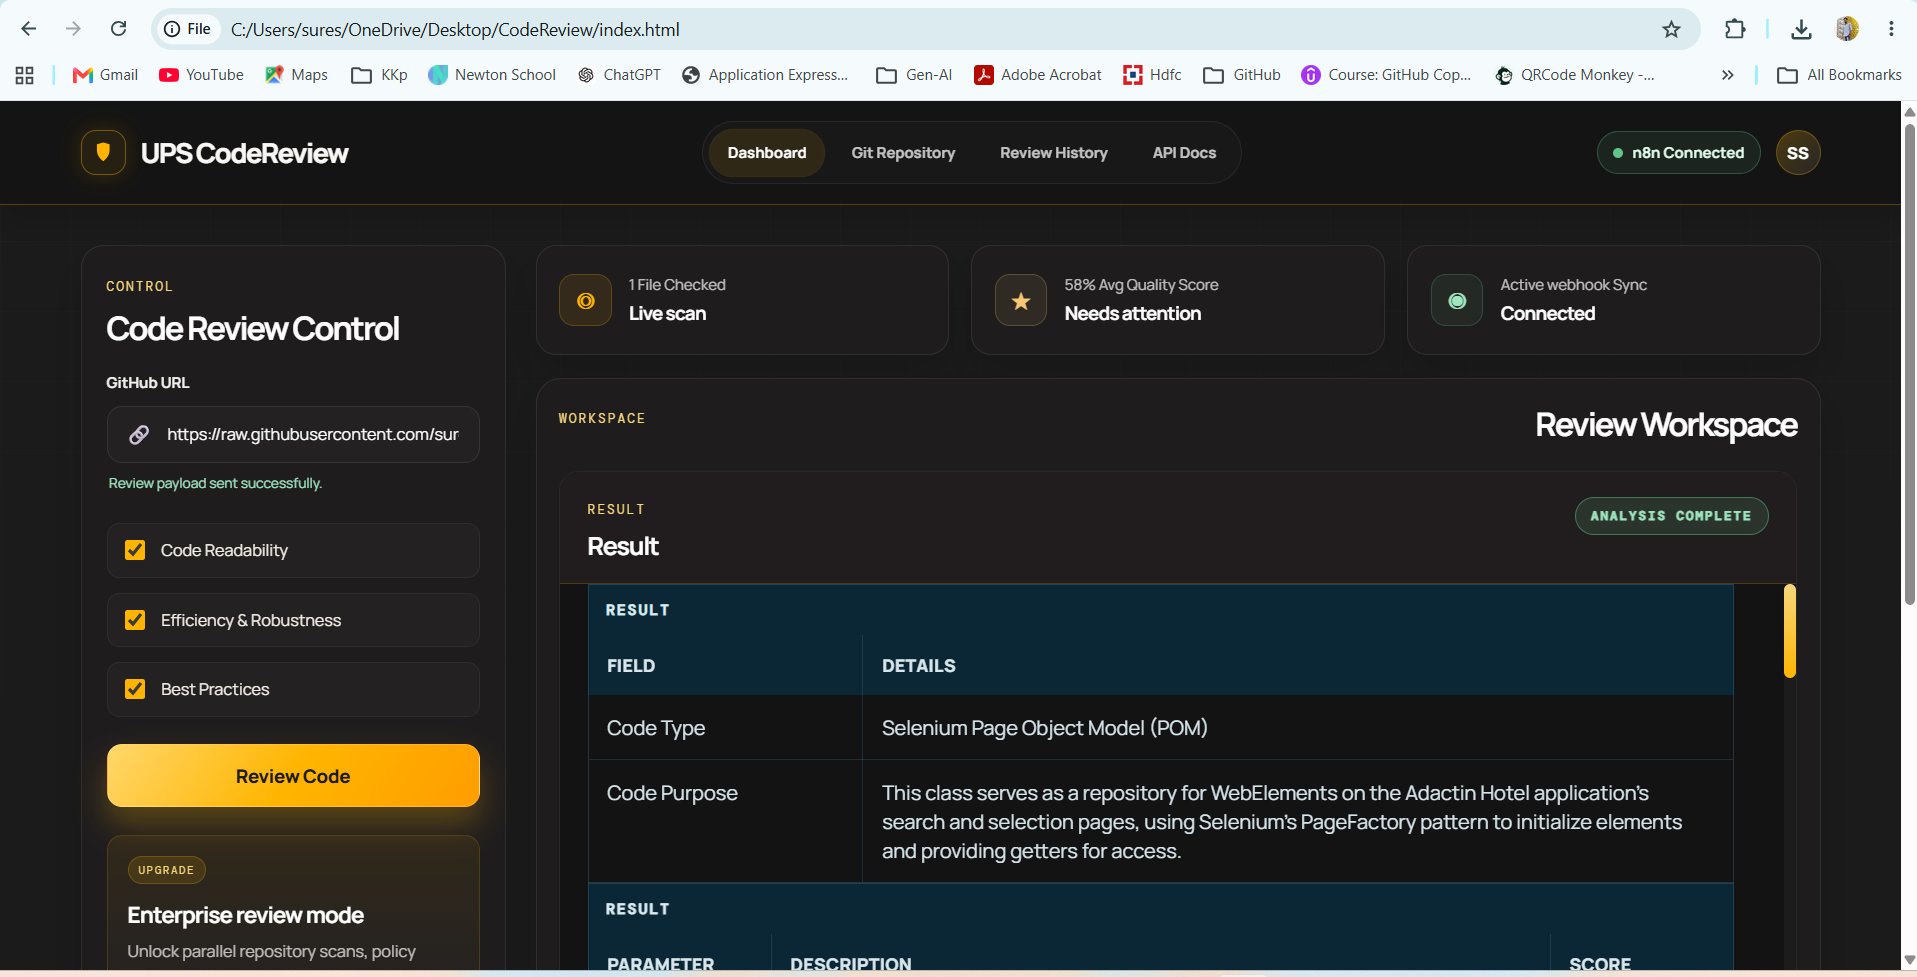 File
C:/Users/sures/OneDrive/Desktop/CodeReview/index.html
Gmail
YouTube
Maps
KKp
Newton School
ChatGPT
Application Express...
Gen-AI
Adobe Acrobat
Hdfc
GitHub
Course: GitHub Cop...
QRCode Monkey -...
All Bookmarks
UPS CodeReview
Dashboard
Git Repository
Review History
API Docs
n8n Connected
SS
CONTROL
Code Review Control
GitHub URL
https://raw.githubusercontent.com/sur
Review payload sent successfully.
Code Readability
Efficiency & Robustness
Best Practices
Review Code
UPGRADE
Enterprise review mode
Unlock parallel repository scans, policy
1 File Checked
Live scan
58% Avg Quality Score
Needs attention
Active webhook Sync
Connected
WORKSPACE
Review Workspace
RESULT
Result
ANALYSIS COMPLETE
RESULT
FIELD
DETAILS
Code Type
Selenium Page Object Model (POM)
Code Purpose
This class serves as a repository for WebElements on the Adactin Hotel application's
search and selection pages, using Selenium's PageFactory pattern to initialize elements
and providing getters for access.
RESULT
PARAMETER
DESCRIPTION
SCORE